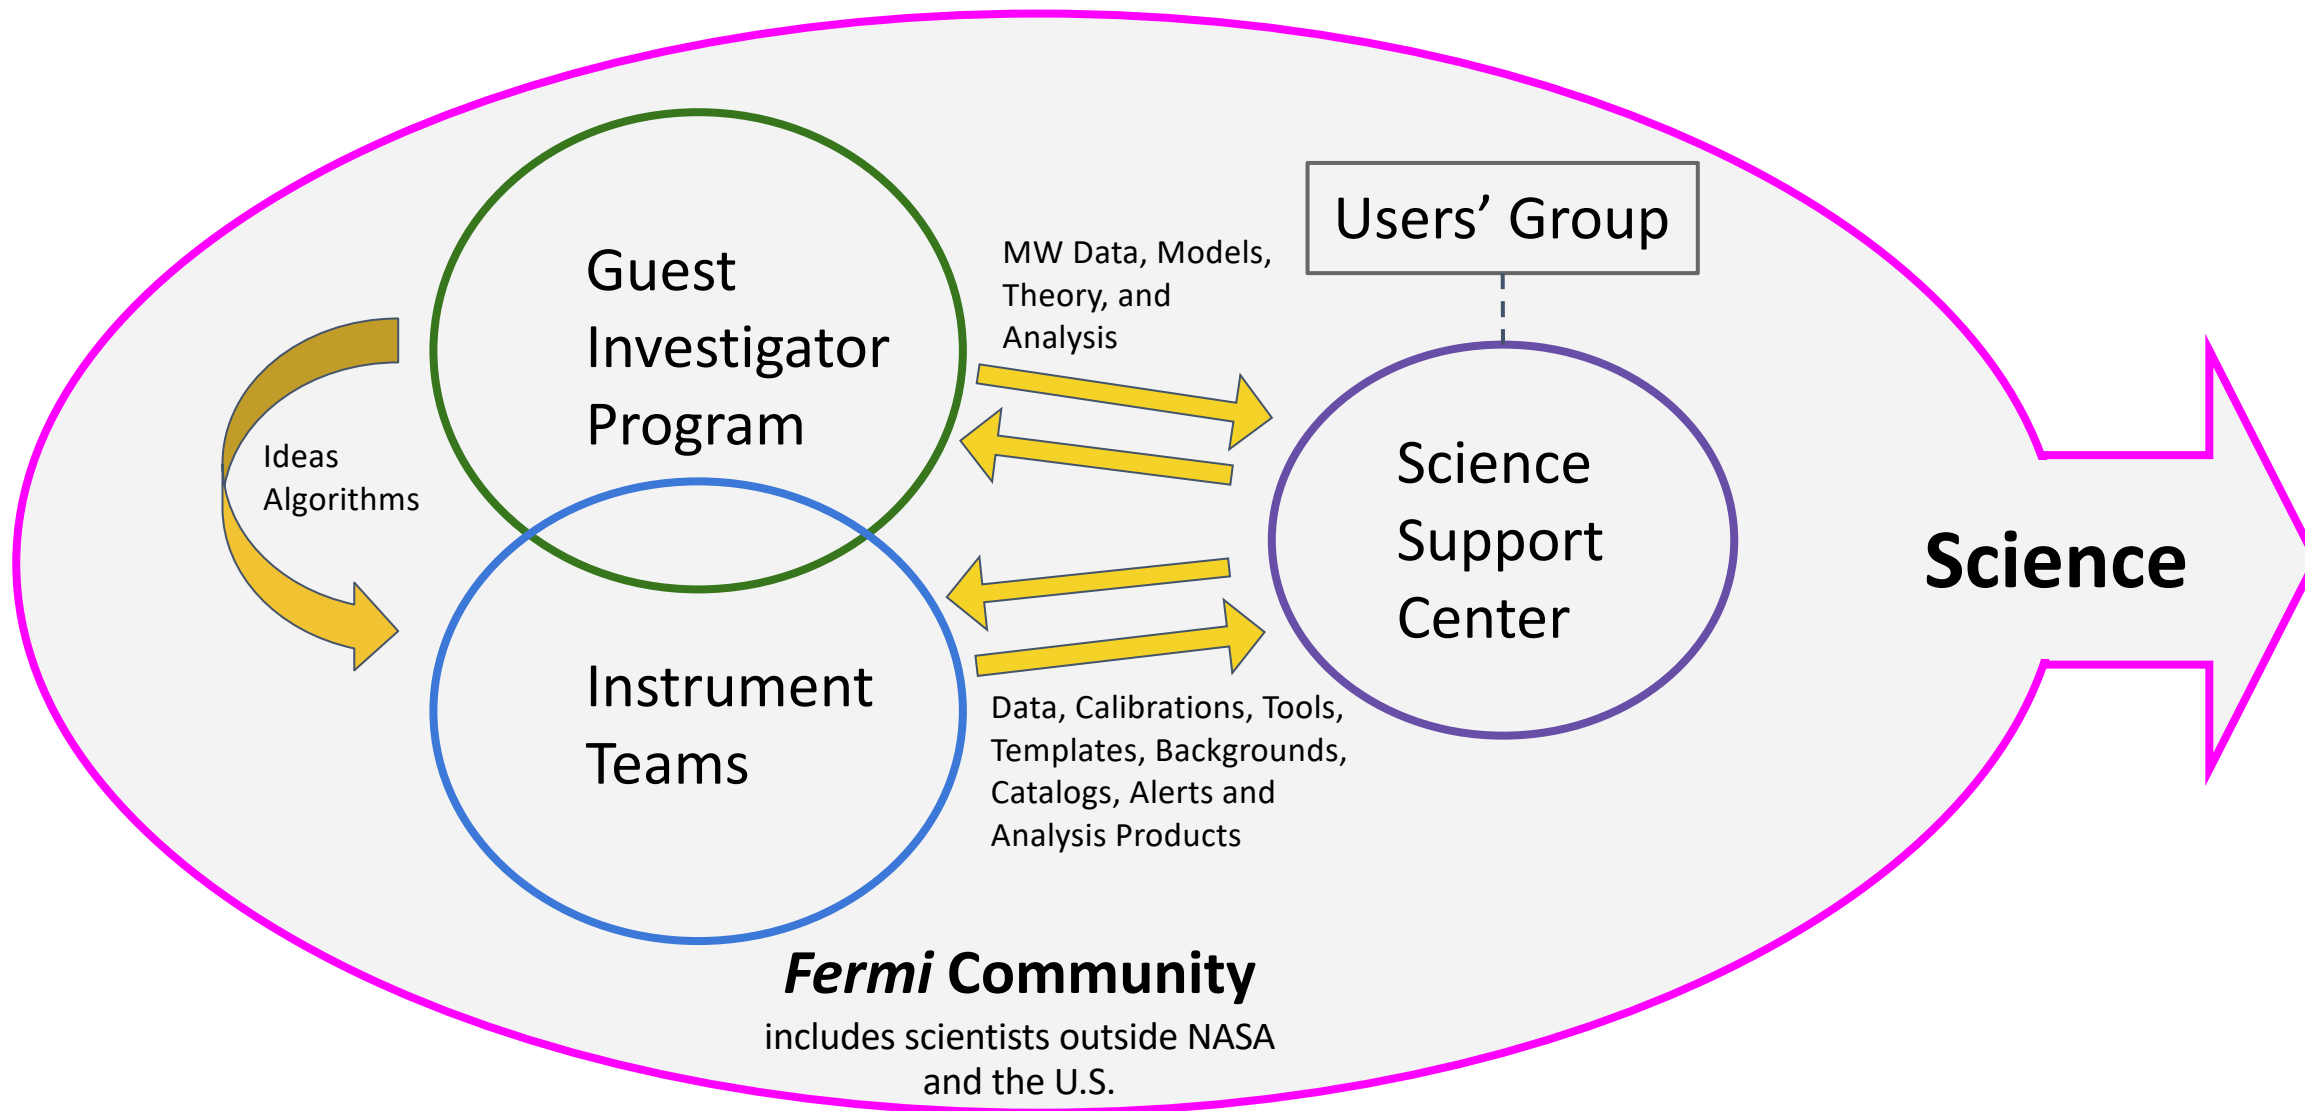 Guest
Investigator
Program
Ideas
Algorithms
Instrument
Teams
MW Data, Models,
Theory, and
Analysis
Users’ Group
Science
Support
Center
Data, Calibrations, Tools,
Templates, Backgrounds,
Catalogs, Alerts and
Analysis Products
Science
Fermi Community
includes scientists outside NASA
and the U.S.